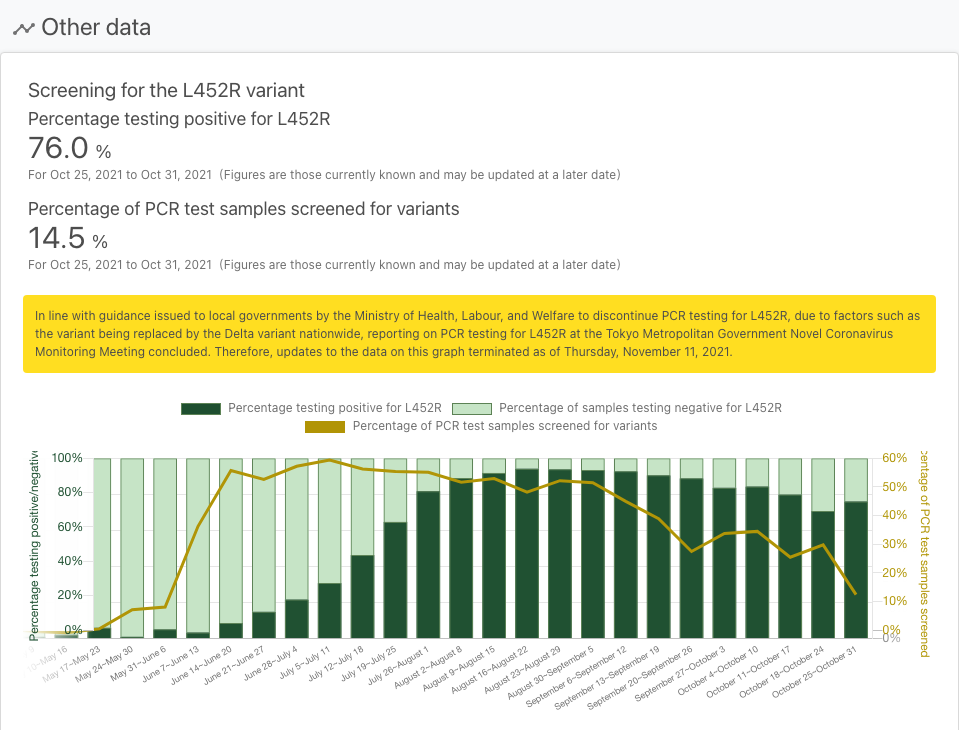 Other data
Screening for the L452R variant
Percentage testing positive for L452R
76.0 %
For Oct 25, 2021 to Oct 31, 2021 (Figures are those currently known and may be updated at a later date)
Percentage of PCR test samples screened for variants
14.5 %
For Oct 25, 2021 to Oct 31, 2021 (Figures are those currently known and may be updated at a later date)
In line with guidance issued to local governments by the Ministry of Health, Labour, and Welfare to discontinue PCR testing for L452R, due to factors such as
the variant being replaced by the Delta variant nationwide, reporting on PCR testing for L452R at the Tokyo Metropolitan Government Novel Coronavirus
Monitoring Meeting concluded. Therefore, updates to the data on this graph terminated as of Thursday, November 11, 2021.
Percentage testing positive for L452R
Percentage of samples testing negative for L452R
Percentage of PCR test samples screened for variants
Percentage testing positive/negative
100%
80%
60%
40%
20%
0%
60%
50%
40%
30%
20%
10%
0%
0%
centage of PCR test samples screened
10~May 16
May 17~May 23
May 24~May 30
May 31~June 6
June 7~June 13
June 14~June 20
June 21~June 27
June 28~July 4
July 5~July 11
July 12~July 18
July 19~July 25
July 26~August 1
August 2~August 8
August 9~August 15
August 16~August 22
August 23~August 29
August 30~September 5
September 6~September 12
September 13~September 19
September 20~September 26
September 27~October 3
October 4~October 10
October 11~October 17
October 18~October 24
October 25~October 31